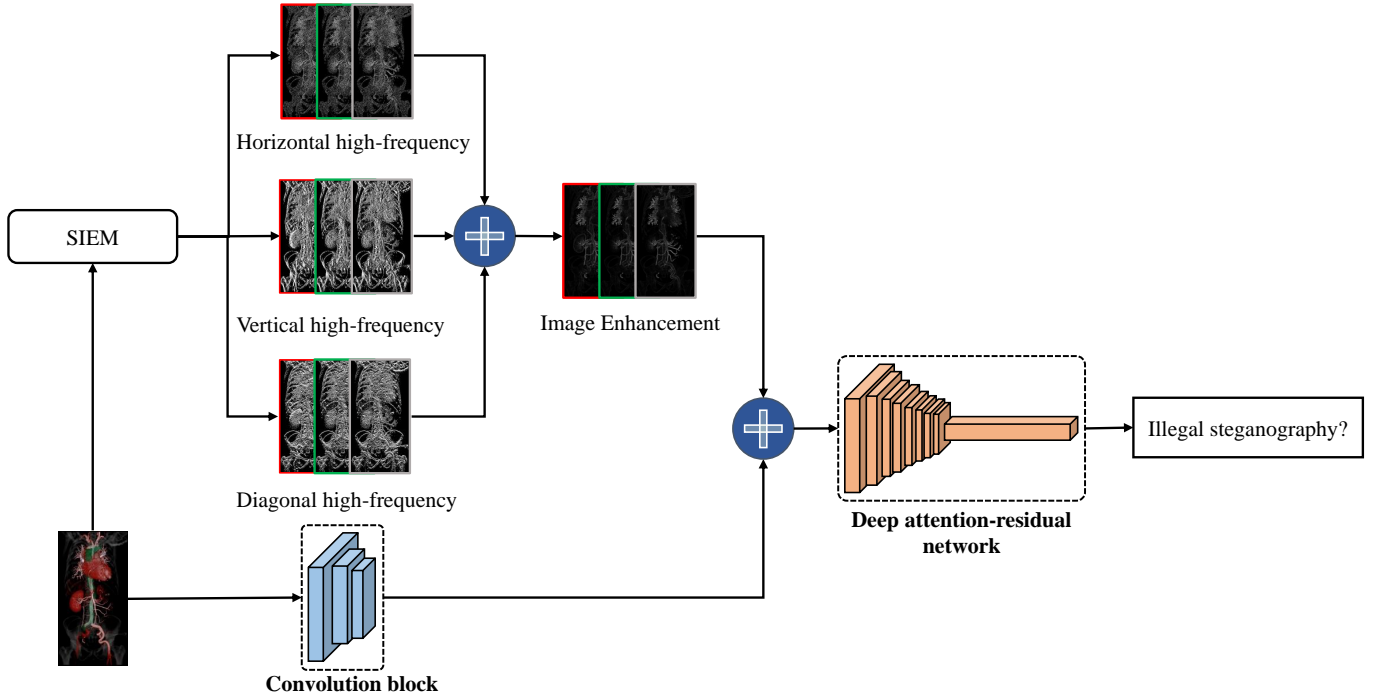 Horizontal high-frequency
SIEM
Vertical high-frequency
Image Enhancement
Diagonal high-frequency
Illegal steganography?
Deep attention-residual
network
Convolution block